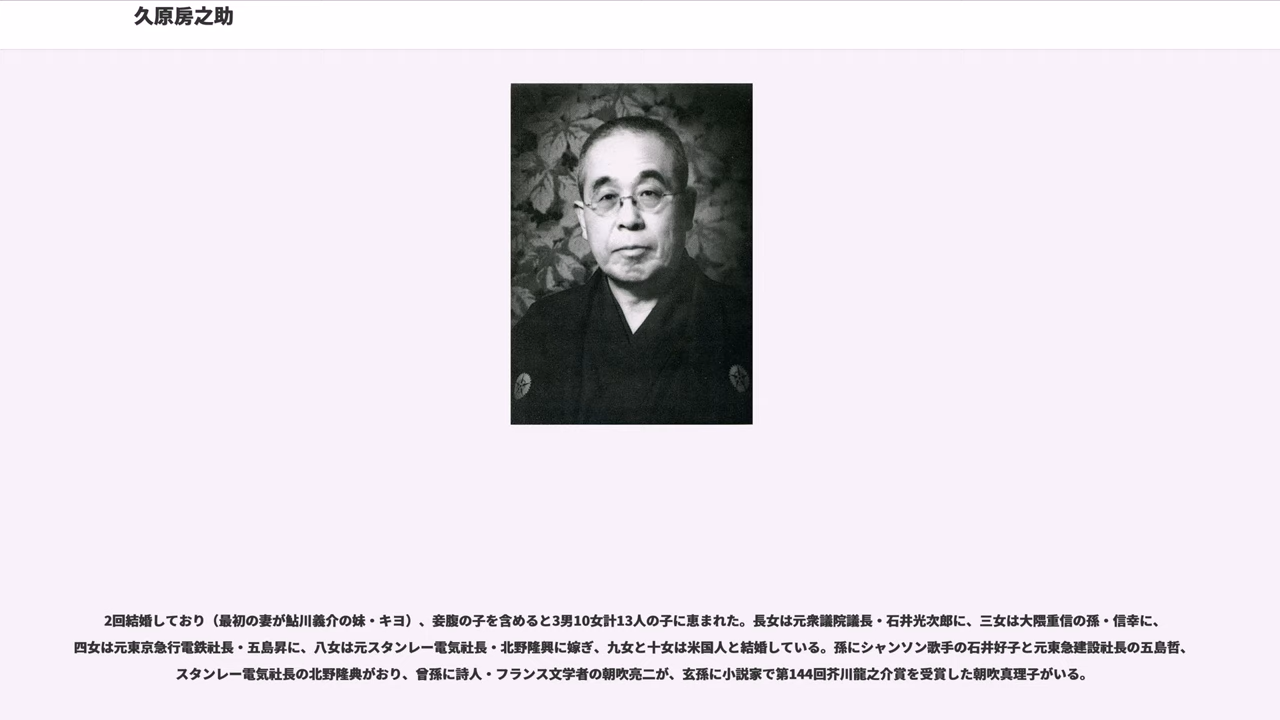 久原房之助
2回結婚しており（最初の妻が鮎川義介の妹・キヨ）、妾腹の子を含めると3男10女計13人の子に恵まれた。長女は元衆議院議長・石井光次郎に、三女は大隈重信の孫・信幸に、
四女は元東京急行電鉄社長・五島昇に、八女は元スタンレー電気社長・北野隆興に嫁ぎ、九女と十女は米国人と結婚している。孫にシャンソン歌手の石井好子と元東急建設社長の五島哲、
スタンレー電気社長の北野隆典がおり、曾孫に詩人・フランス文学者の朝吹亮二が、玄孫に小説家で第144回芥川龍之介賞を受賞した朝吹真理子がいる。